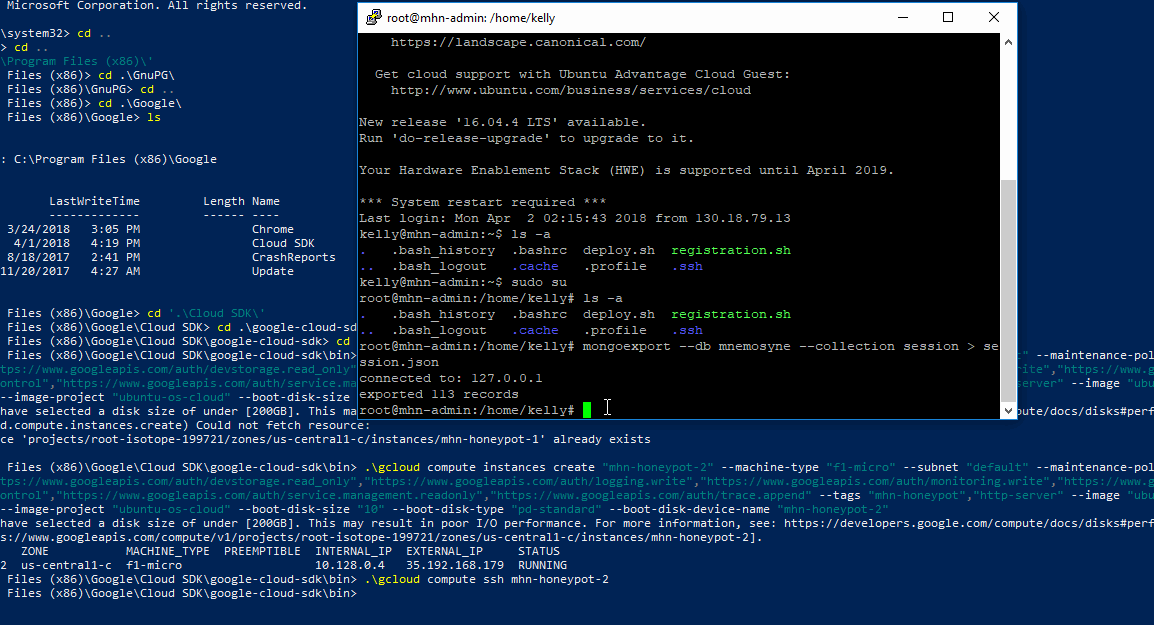 Microsoft Corporation. All rights reserved.
\system32> cd ..
> cd ..
\Program Files (x86)\'
Files (x86)> cd .\GnuPG\
Files (x86)\GnuPG> cd ..
Files (x86)> cd .\Google\
Files (x86)\Google> ls
: C:\Program Files (x86)\Google
LastWriteTime Length Name
------------- ------ ----
3/24/2018 3:05 PM Chrome
4/1/2018 4:19 PM Cloud SDK
8/18/2017 2:41 PM CrashReports
11/20/2017 4:27 AM Update
Files (x86)\Google> cd '.\Cloud SDK\'
Files (x86)\Google\Cloud SDK> cd .\google-cloud-sd
Files (x86)\Google\Cloud SDK\google-cloud-sdk> cd
Files (x86)\Google\Cloud SDK\google-cloud-sdk\bin> " --maintenance-pol
tps://www.googleapis.com/auth/devstorage.read_only" ite","https://www.g
ontrol","https://www.googleapis.com/auth/service.ma server" --image "ubu
--image-project "ubuntu-os-cloud" --boot-disk-size
have selected a disk size of under [200GB]. This ma ute/docs/disks#perf
d.compute.instances.create) Could not fetch resource:
ce 'projects/root-isotope-199721/zones/us-central1-c/instances/mhn-honeypot-1' already exists
Files (x86)\Google\Cloud SDK\google-cloud-sdk\bin> .\gcloud compute instances create "mhn-honeypot-2" --machine-type "f1-micro" --subnet "default" --maintenance-pol
tps://www.googleapis.com/auth/devstorage.read_only","https://www.googleapis.com/auth/logging.write","https://www.googleapis.com/auth/monitoring.write","https://www.g
ontrol","https://www.googleapis.com/auth/service.management.readonly","https://www.googleapis.com/auth/trace.append" --tags "mhn-honeypot","http-server" --image "ubu
--image-project "ubuntu-os-cloud" --boot-disk-size "10" --boot-disk-type "pd-standard" --boot-disk-device-name "mhn-honeypot-2"
have selected a disk size of under [200GB]. This may result in poor I/O performance. For more information, see: https://developers.google.com/compute/docs/disks#perf
s://www.googleapis.com/compute/v1/projects/root-isotope-199721/zones/us-central1-c/instances/mhn-honeypot-2].
ZONE MACHINE_TYPE PREEMPTIBLE INTERNAL_IP EXTERNAL_IP STATUS
2 us-central1-c f1-micro 10.128.0.4 35.192.168.179 RUNNING
Files (x86)\Google\Cloud SDK\google-cloud-sdk\bin> .\gcloud compute ssh mhn-honeypot-2
Files (x86)\Google\Cloud SDK\google-cloud-sdk\bin>
root@mhn-admin: /home/kelly
https://landscape.canonical.com/
Get cloud support with Ubuntu Advantage Cloud Guest:
http://www.ubuntu.com/business/services/cloud
New release '16.04.4 LTS' available.
Run 'do-release-upgrade' to upgrade to it.
Your Hardware Enablement Stack (HWE) is supported until April 2019.
*** System restart required ***
Last login: Mon Apr 2 02:15:43 2018 from 130.18.79.13
kelly@mhn-admin:~$ ls -a
. .bash_history .bashrc deploy.sh registration.sh
.. .bash_logout .cache .profile .ssh
kelly@mhn-admin:~$ sudo su
root@mhn-admin:/home/kelly# ls -a
. .bash_history .bashrc deploy.sh registration.sh
.. .bash_logout .cache .profile .ssh
root@mhn-admin:/home/kelly# mongoexport --db mnemosyne --collection session > se
ssion.json
connected to: 127.0.0.1
exported 113 records
root@mhn-admin:/home/kelly#